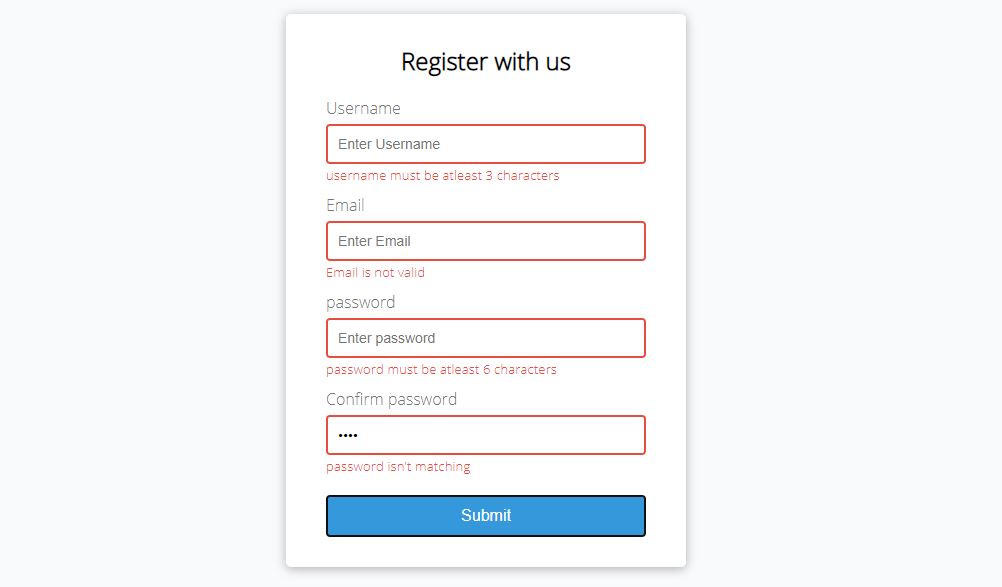 Register with us
Username
Enter Username
username must be atleast 3 characters
Email
Enter Email
Email is not valid
password
Enter password
password must be atleast 6 characters
Confirm password
••••
password isn't matching
Submit